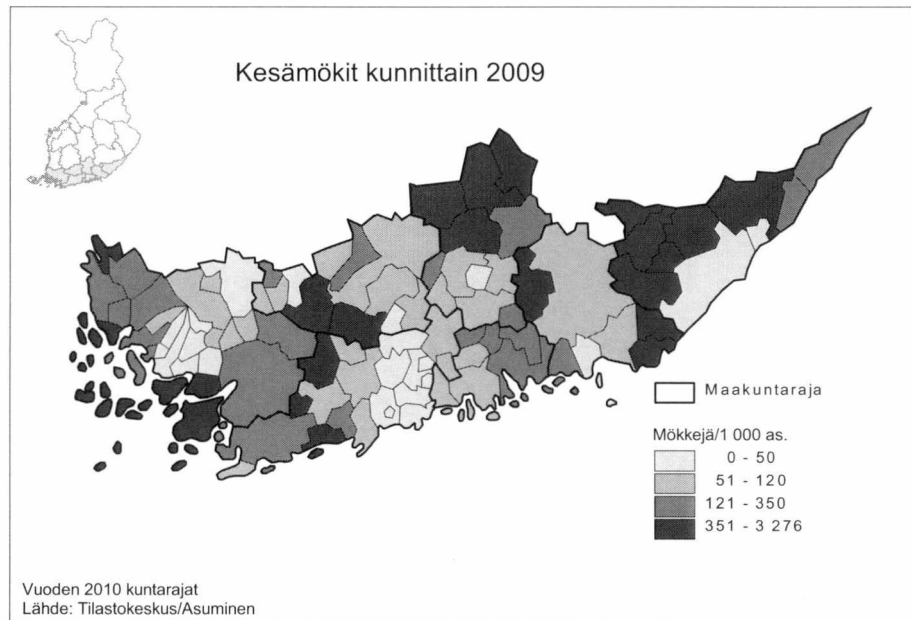 Kesämökit kunnittain 2009
Maakuntaraja
Mökkejä/1 000 as.
0 - 50
51 - 120
121 - 350
351 - 3 276
Vuoden 2010 kuntarajat
Lähde: Tilastokeskus/Asuminen